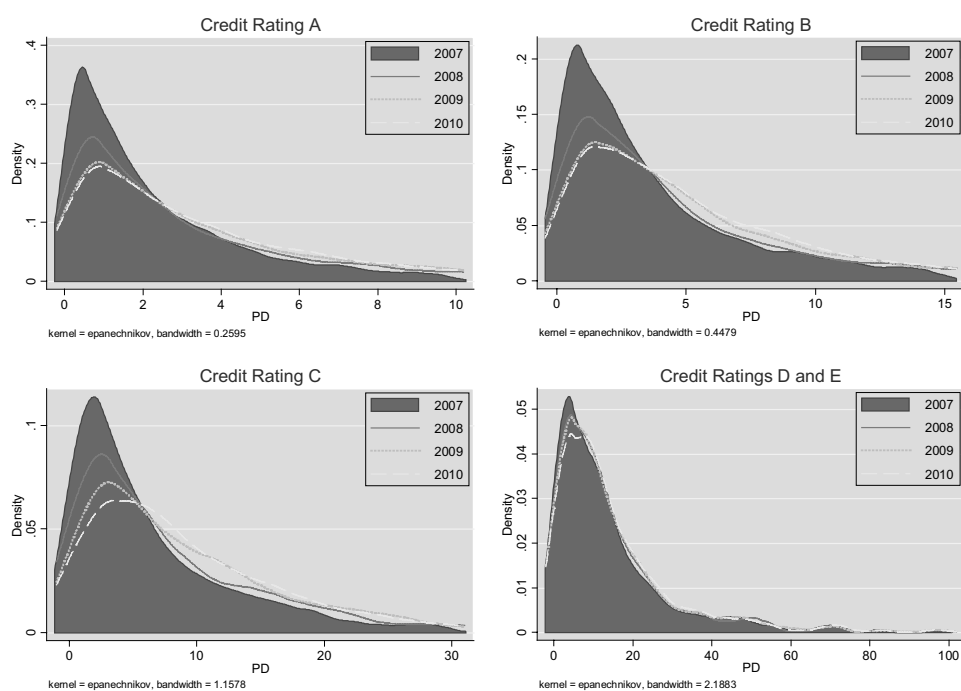 Credit Rating A
Density
0 .1 .2 .3 .4
0 2 4 6 8 10
PD
2007
2008
2009
2010
kernel = epanechnikov, bandwidth = 0.2595
Credit Rating B
Density
0 .05 .1 .15 .2
0 5 10 15
PD
2007
2008
2009
2010
kernel = epanechnikov, bandwidth = 0.4479
Credit Rating C
Density
0 .05 .1
0 10 20 30
PD
2007
2008
2009
2010
kernel = epanechnikov, bandwidth = 1.1578
Credit Ratings D and E
Density
0 .01 .02 .03 .04 .05
0 20 40 60 80 100
PD
2007
2008
2009
2010
kernel = epanechnikov, bandwidth = 2.1883